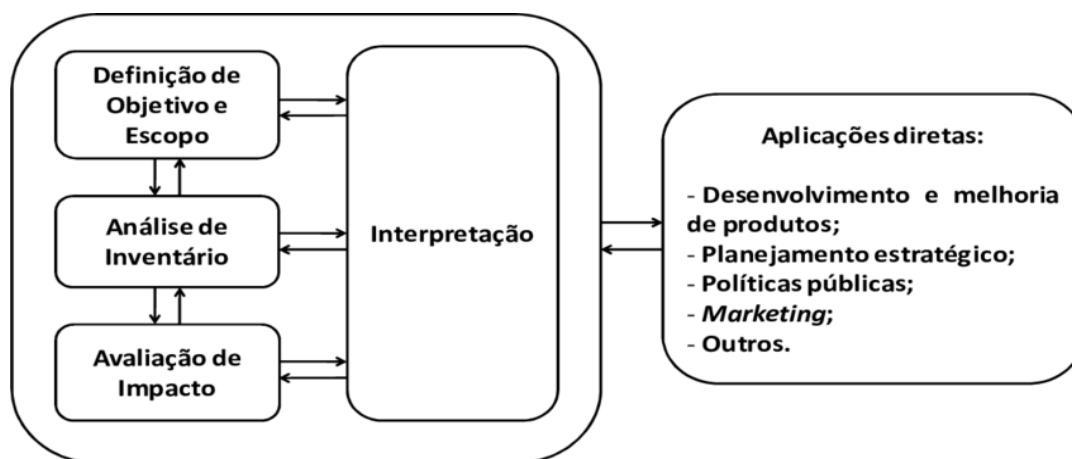 Definição de
Objetivo e
Escopo
Análise de
Inventário
Avaliação de
Impacto
Interpretação
Aplicações diretas:
- Desenvolvimento e melhoria
de produtos;
- Planejamento estratégico;
- Políticas públicas;
- Marketing;
- Outros.